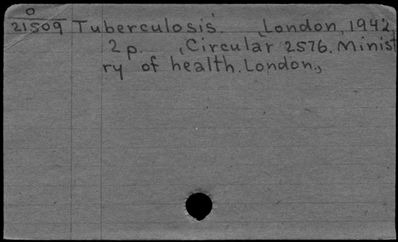 0
21509 Tuberculosis. London, 1942.
2 p. (Circular 2576. Minist
ry of health. London.)